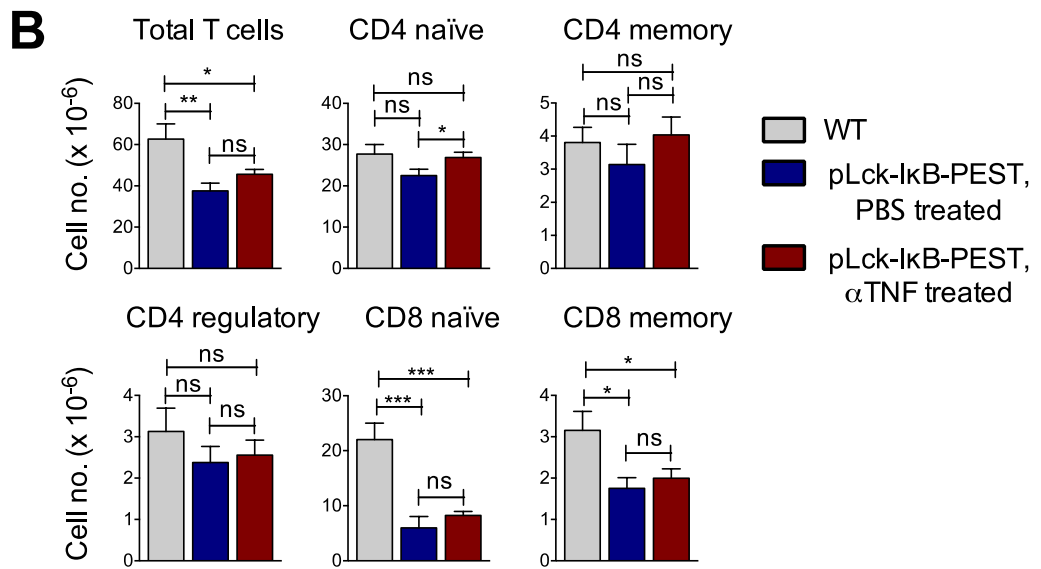 B
Total T cells
CD4 naïve
CD4 memory
Cell no. (x 10-6)
80
60
40
20
0
*
**
ns
40
30
20
10
0
ns
ns
*
5
4
3
2
1
0
ns
ns
ns
WT
pLck-IκB-PEST,
PBS treated
pLck-IκB-PEST,
αTNF treated
CD4 regulatory
CD8 naïve
CD8 memory
Cell no. (x 10-6)
4
3
2
1
0
ns
ns
ns
30
20
10
0
***
***
ns
4
3
2
1
0
*
*
ns